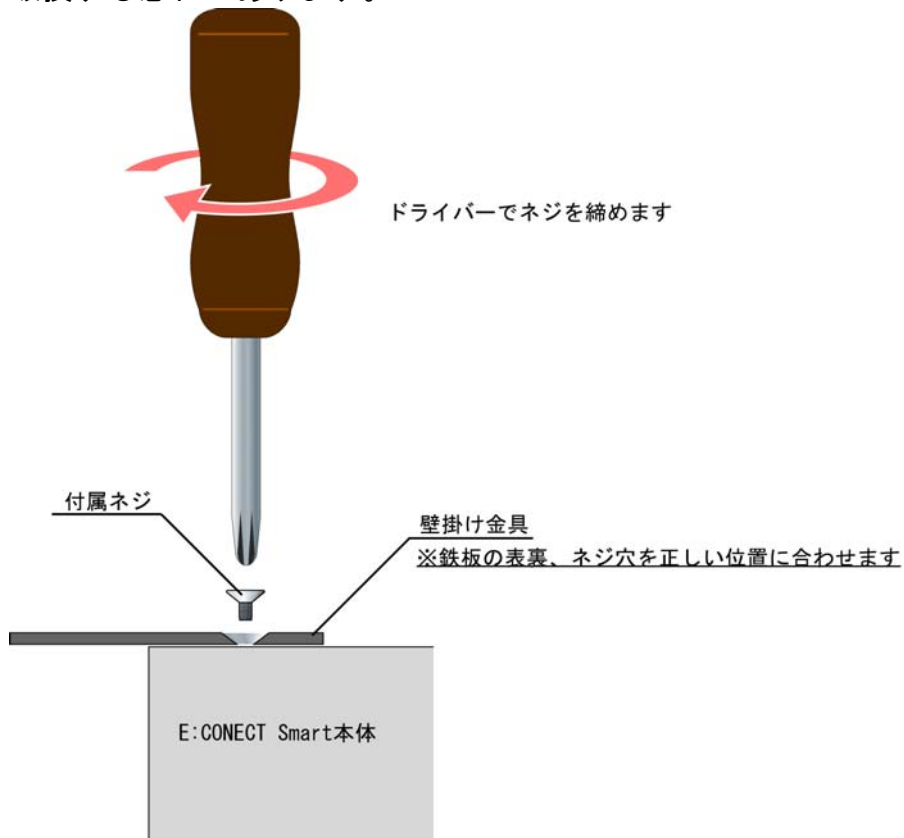 ドライバーでネジを締めます
付属ネジ
壁掛け金具
※鉄板の表裏、ネジ穴を正しい位置に合わせます
E:CONECT Smart本体